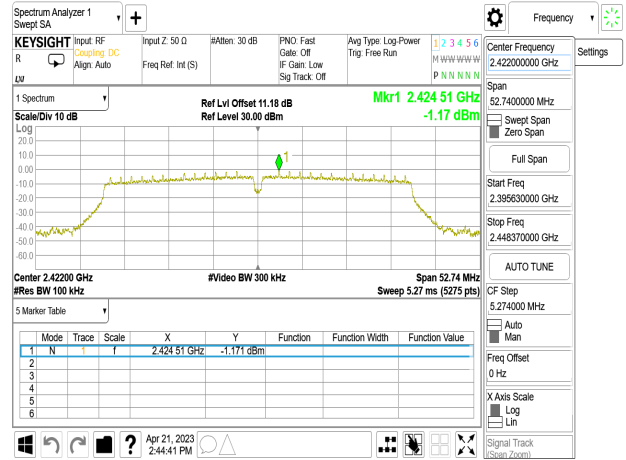 Spectrum Analyzer 1
Swept SA
Frequency
KEYSIGHT
R
Input: RF
Coupling: DC
Align: Auto
Input Z: 50 Ω
Freq Ref: Int (S)
#Atten: 30 dB
PNO: Fast
Gate: Off
IF Gain: Low
Sig Track: Off
Avg Type: Log-Power
Trig: Free Run
1 2 3 4 5 6
M W W W W W
P N N N N N
Center Frequency
2.422000000 GHz
Settings
Span
52.7400000 MHz
Swept Span
Zero Span
Full Span
Start Freq
2.395630000 GHz
Stop Freq
2.448370000 GHz
AUTO TUNE
CF Step
5.274000 MHz
Auto
Man
Freq Offset
0 Hz
X Axis Scale
Log
Lin
Signal Track
(Span Zoom)
1 Spectrum
Scale/Div 10 dB
Ref Lvl Offset 11.18 dB
Ref Level 30.00 dBm
Mkr1 2.424 51 GHz
-1.17 dBm
Log
20.0
10.0
0.00
-10.0
-20.0
-30.0
-40.0
-50.0
-60.0
1
Center 2.42200 GHz
#Video BW 300 kHz
Span 52.74 MHz
#Res BW 100 kHz
Sweep 5.27 ms (5275 pts)
5 Marker Table
Mode Trace Scale X Y Function Function Width Function Value
1 N 1 f 2.424 51 GHz -1.171 dBm
2
3
4
5
6
Apr 21, 2023
2:44:41 PM